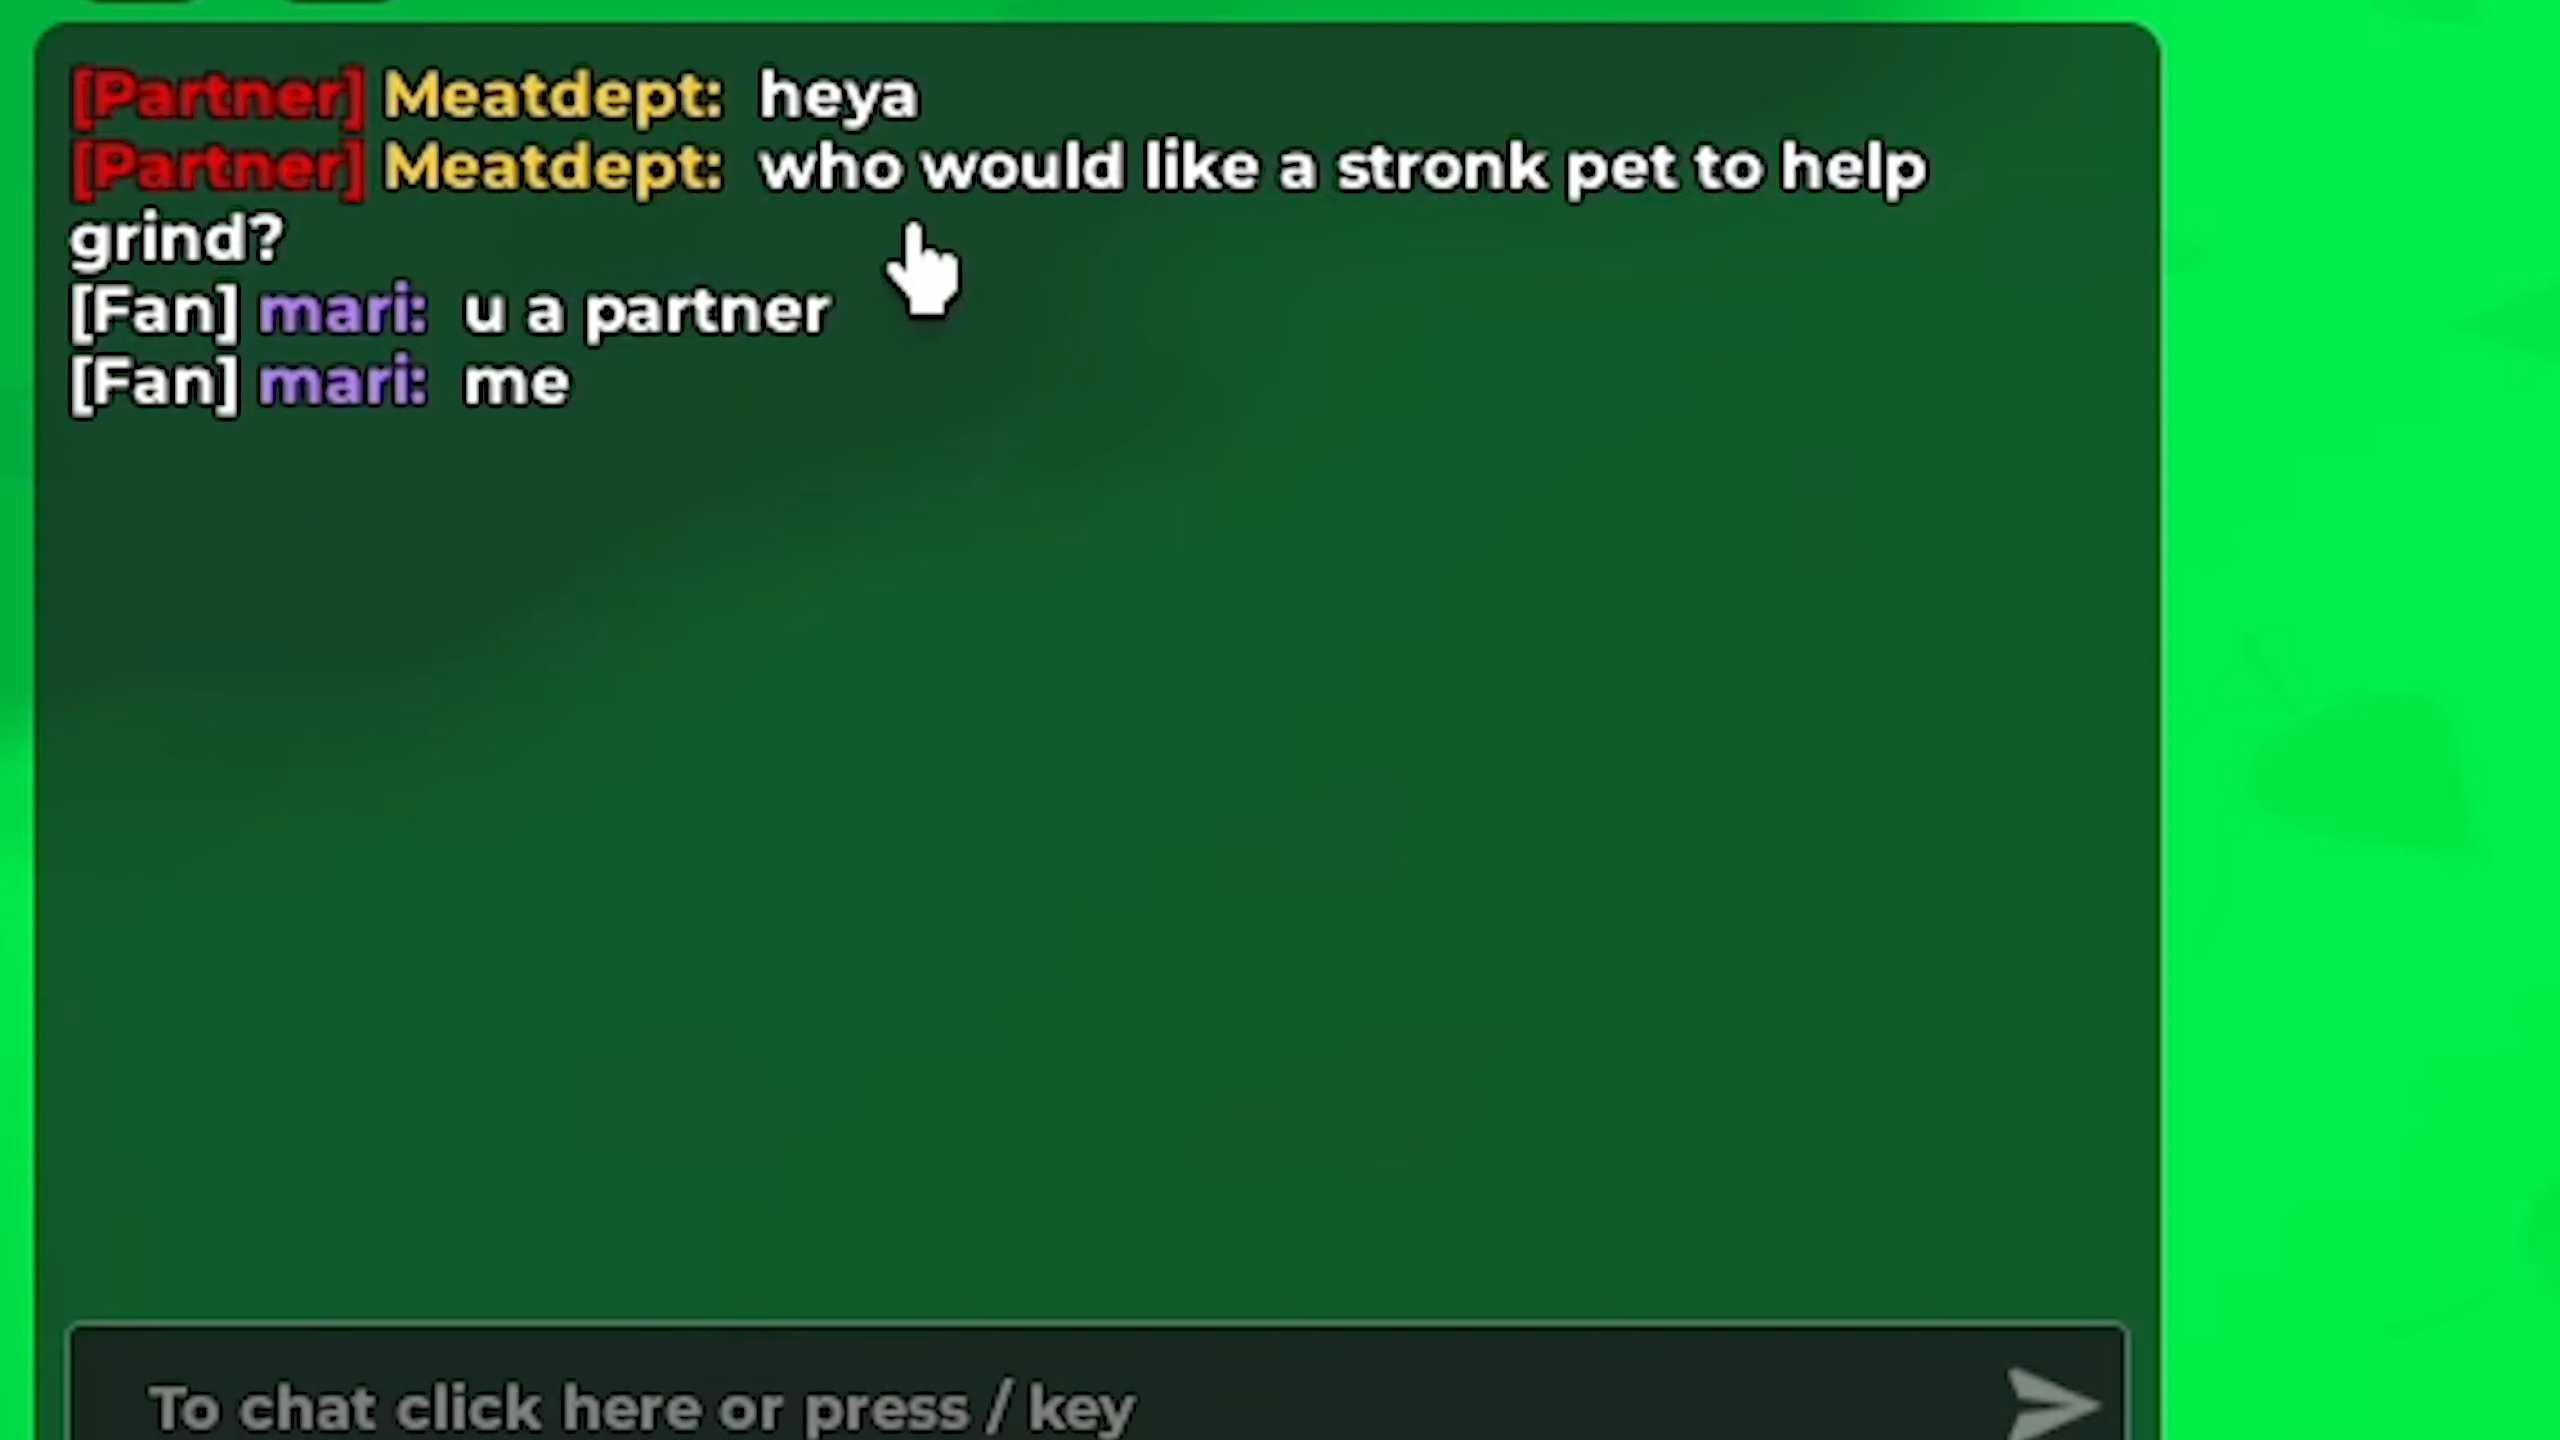 [Partner] Meatdept: heya
[Partner] Meatdept: who would like a stronk pet to help
grind?
[Fan] mari: u a partner
[Fan] mari: me
To chat click here or press / key